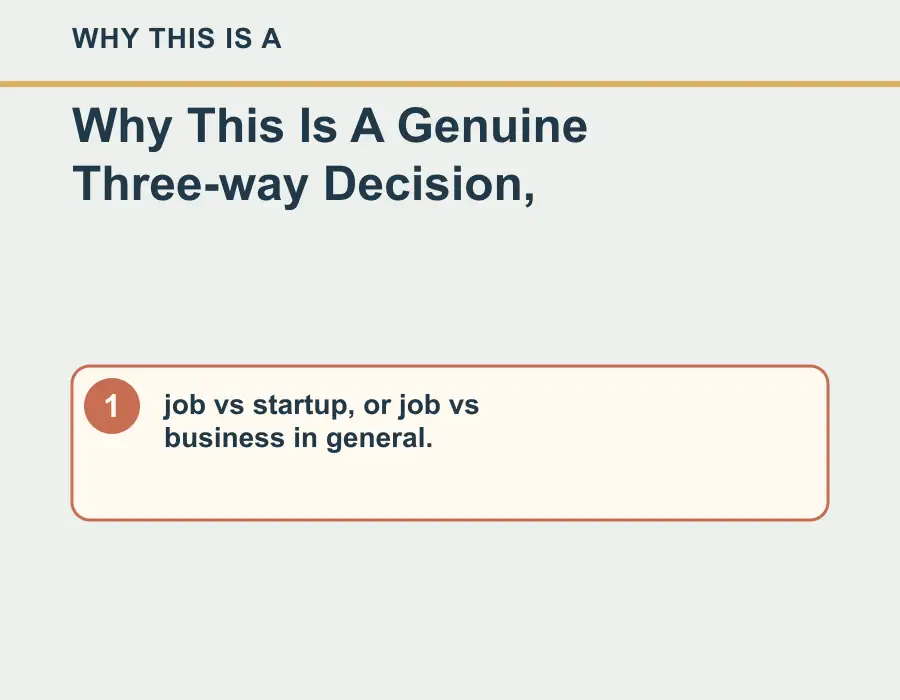 WHY THIS IS A
Why This Is A Genuine
Three-way Decision,
1
job vs startup, or job vs
business in general.